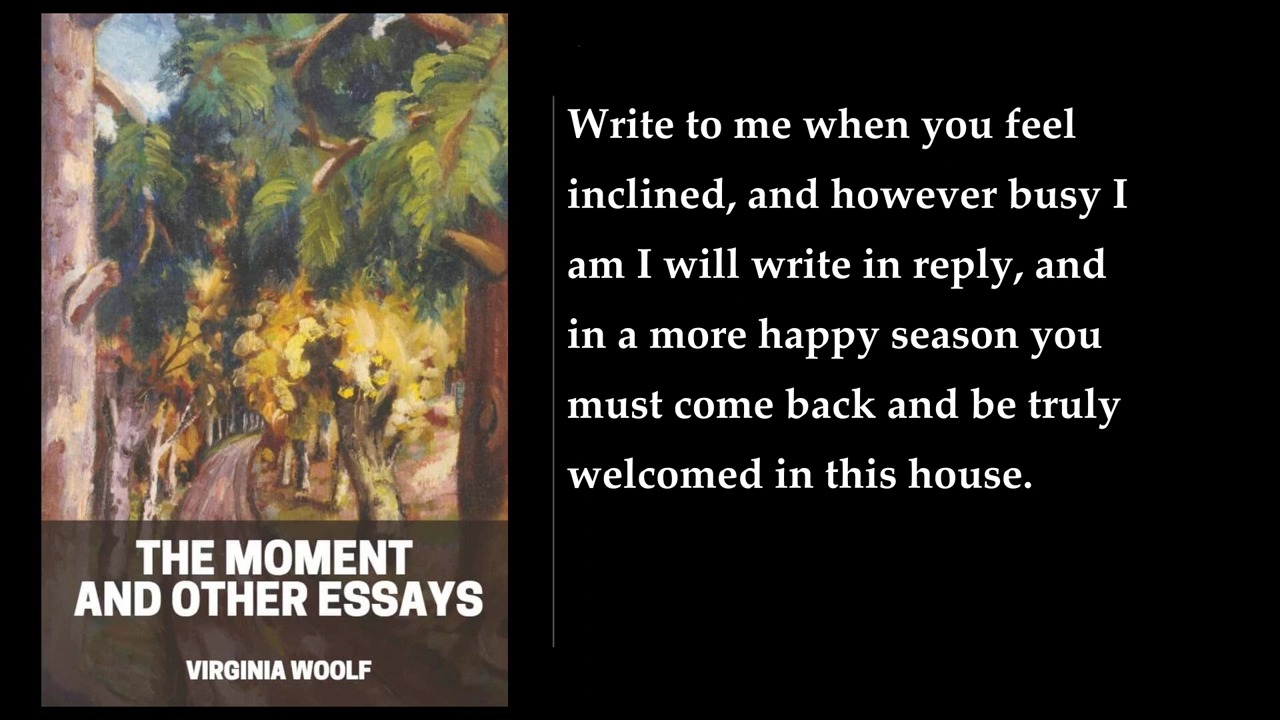 THE MOMENT
AND OTHER ESSAYS
VIRGINIA WOOLF
Write to me when you feel
inclined, and however busy I
am I will write in reply, and
in a more happy season you
must come back and be truly
welcomed in this house.